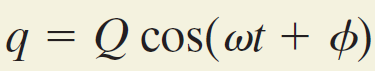 q = Q cos(ωt + ϕ)